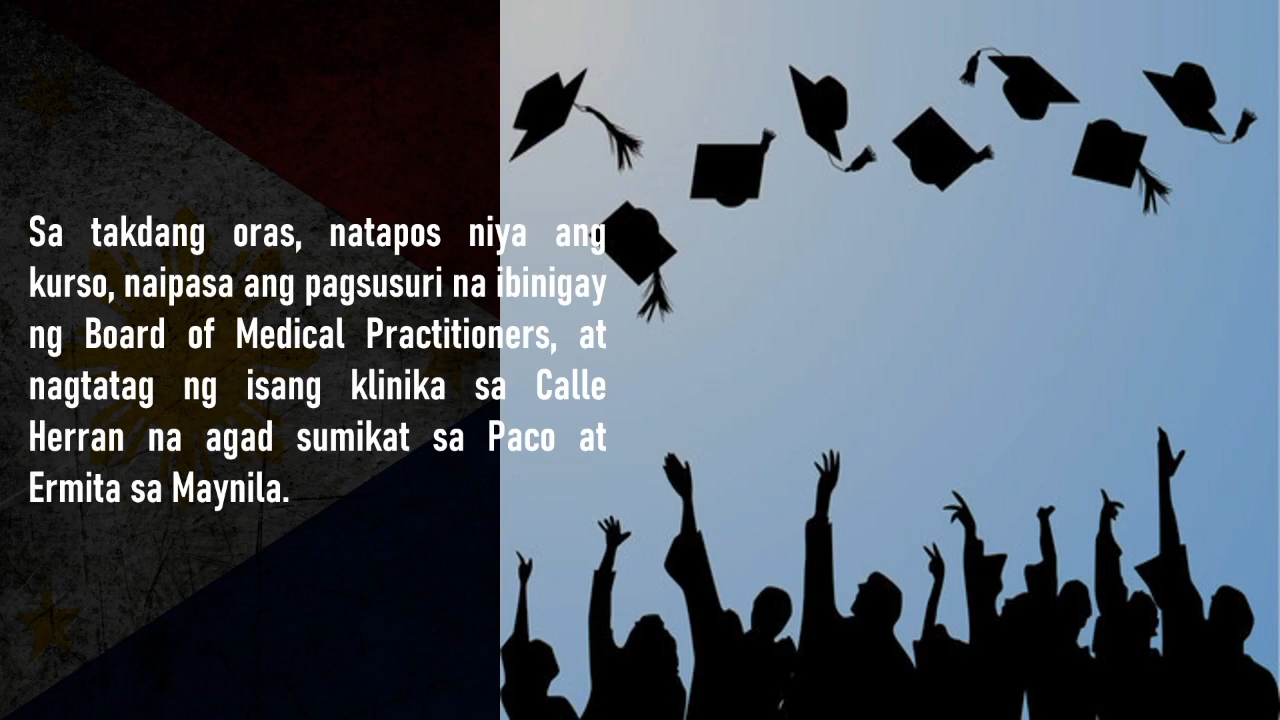 Sa takdang oras, natapos niya ang
kurso, naipasa ang pagsusuri na ibinigay
ng Board of Medical Practitioners, at
nagtatag ng isang klinika sa Calle
Herran na agad sumikat sa Paco at
Ermita sa Maynila.